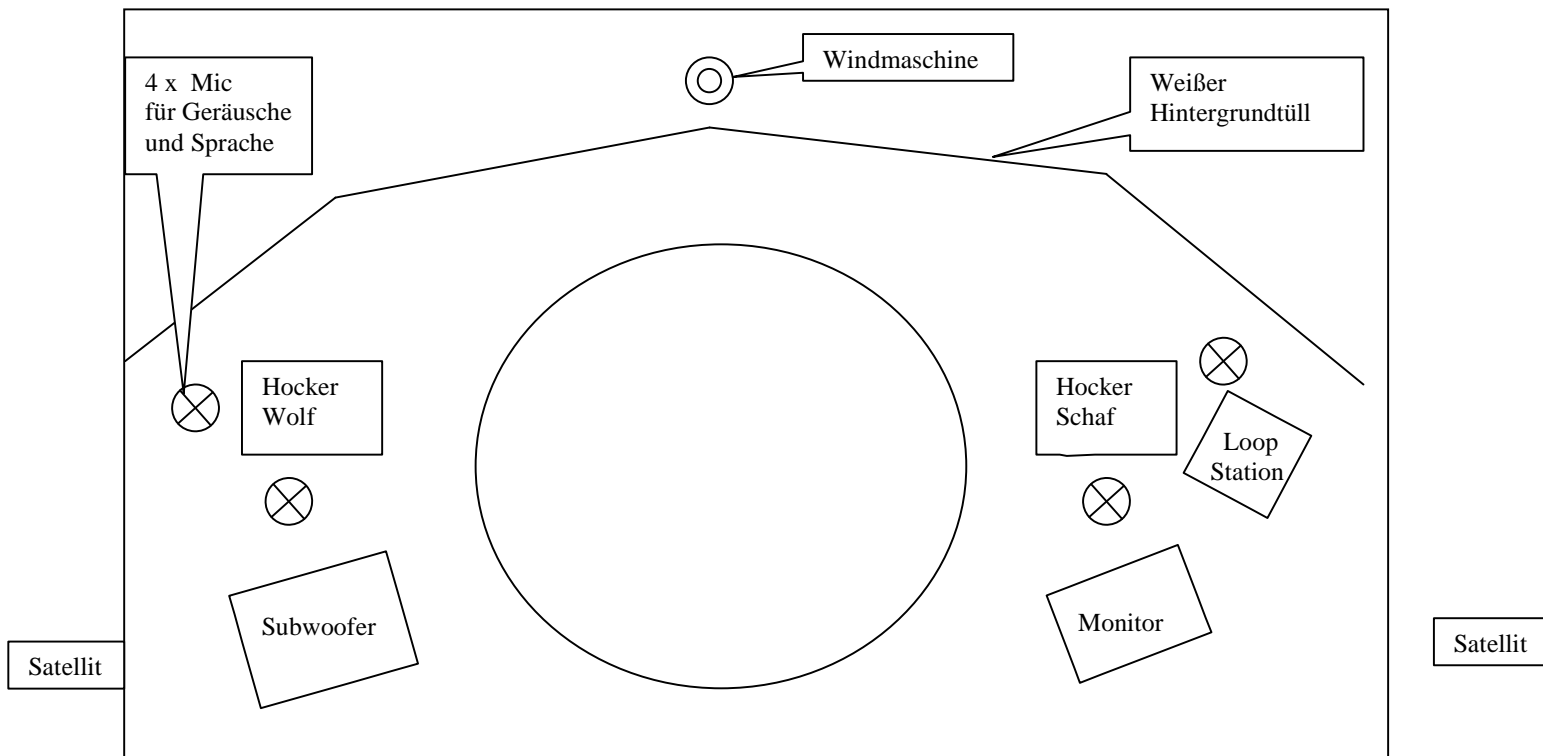 Windmaschine
4 x Mic
für Geräusche
und Sprache
Weißer
Hintergrundtüll
Hocker
Wolf
Hocker
Schaf
Loop
Station
Subwoofer
Monitor
Satellit
Satellit